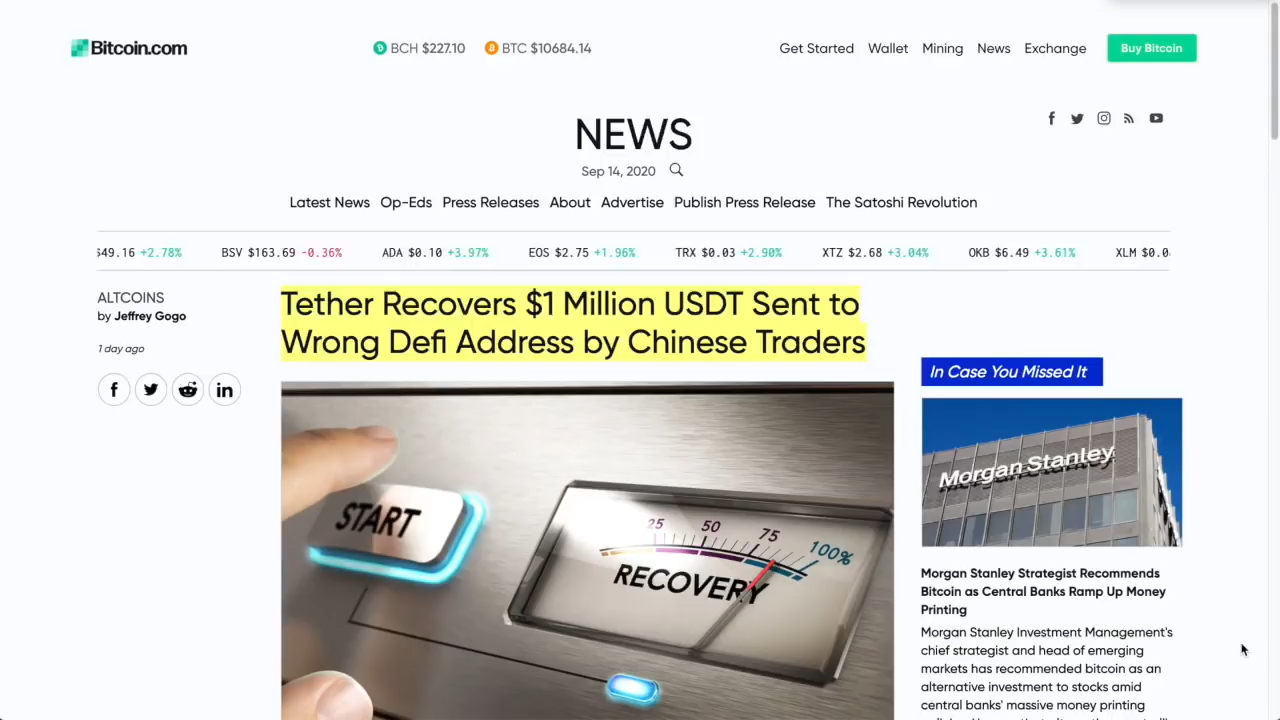 Bitcoin.com
BCH $227.10 BTC $10684.14
Get Started Wallet Mining News Exchange Buy Bitcoin
NEWS
Sep 14, 2020
Latest News Op-Eds Press Releases About Advertise Publish Press Release The Satoshi Revolution
$49.16 +2.78% BSV $163.69 -0.36% ADA $0.10 +3.97% EOS $2.75 +1.96% TRX $0.03 +2.90% XTZ $2.68 +3.04% OKB $6.49 +3.61% XLM $0.0
ALTCOINS
by Jeffrey Gogo
1 day ago
Tether Recovers $1 Million USDT Sent to
Wrong Defi Address by Chinese Traders
START
25 50 75 100%
RECOVERY
In Case You Missed It
Morgan Stanley
Morgan Stanley Strategist Recommends
Bitcoin as Central Banks Ramp Up Money
Printing
Morgan Stanley Investment Management's
chief strategist and head of emerging
markets has recommended bitcoin as an
alternative investment to stocks amid
central banks' massive money printing